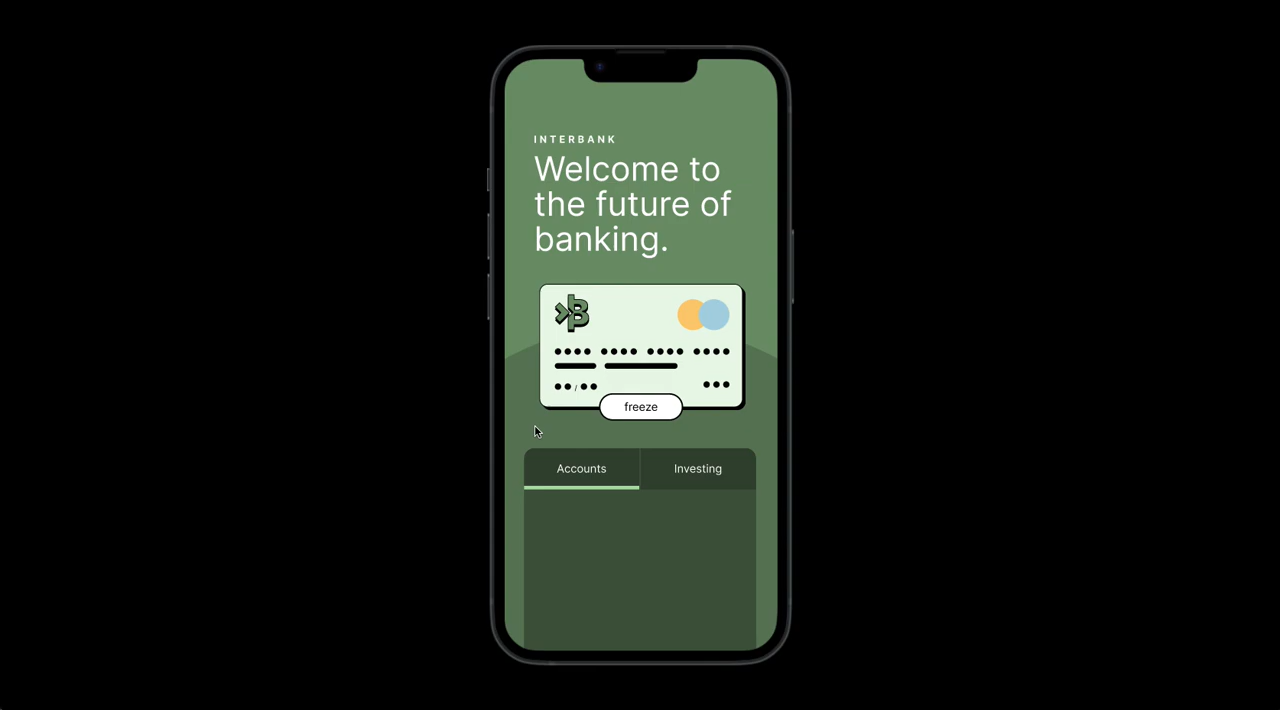 INTERBANK
Welcome to
the future of
banking.
B
/
freeze
Accounts
Investing